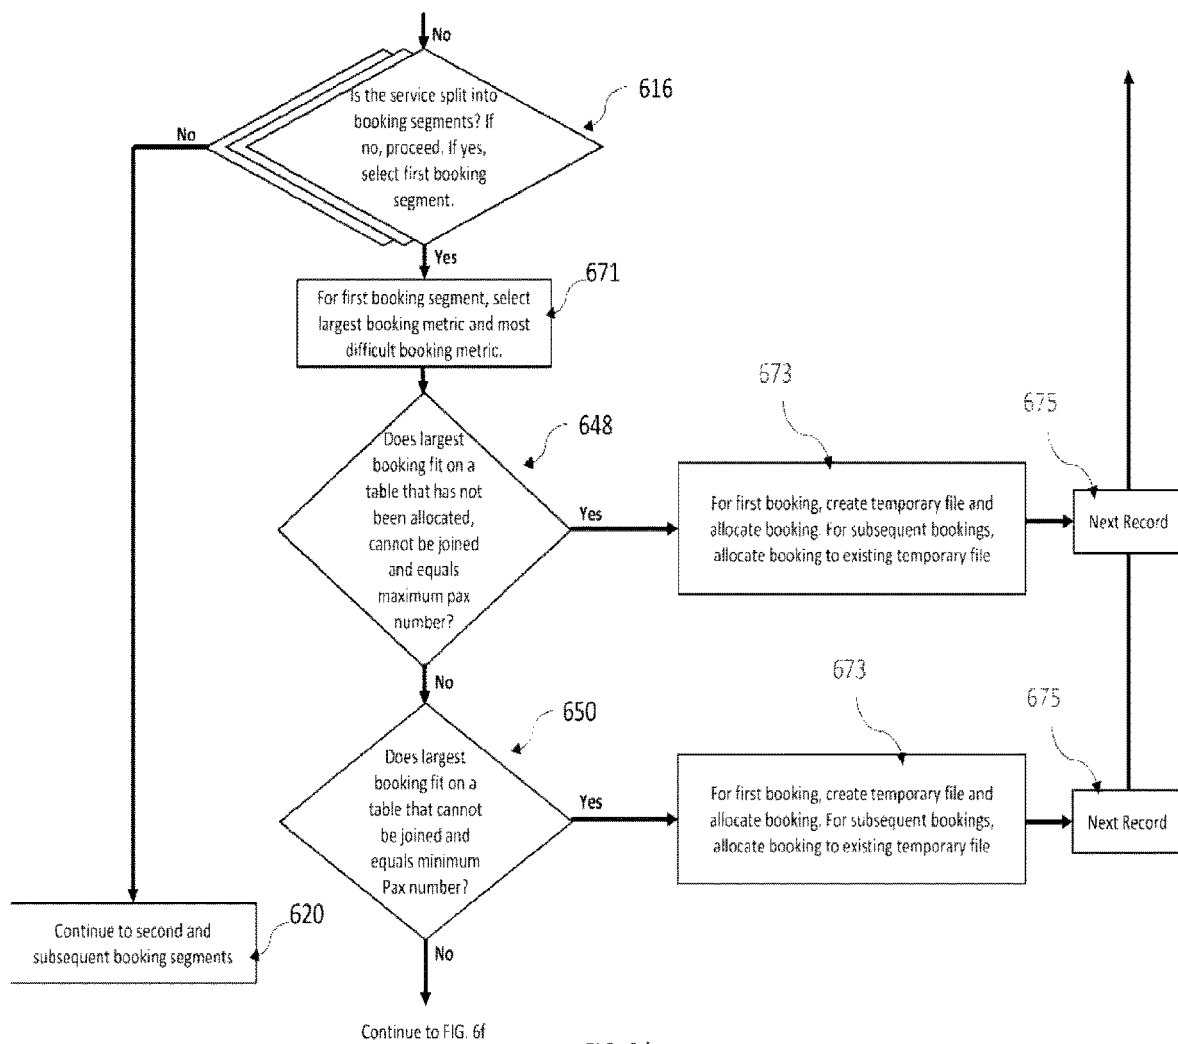 No
Is the service split into
booking segments? If
no, proceed. If yes,
select first booking
segment.
616
No
Yes
671
For first booking segment, select
largest booking metric and most
difficult booking metric.
673
675
648
Does largest
booking fit on a
table that has not
been allocated,
cannot be joined
and equals
maximum pax
number?
Yes
For first booking, create temporary file and
allocate booking. For subsequent bookings,
allocate booking to existing temporary file
Next Record
No
673
675
650
Does largest
booking fit on a
table that cannot
be joined and
equals minimum
Pax number?
Yes
For first booking, create temporary file and
allocate booking. For subsequent bookings,
allocate booking to existing temporary file
Next Record
620
Continue to second and
subsequent booking segments
No
Continue to FIG. 6f